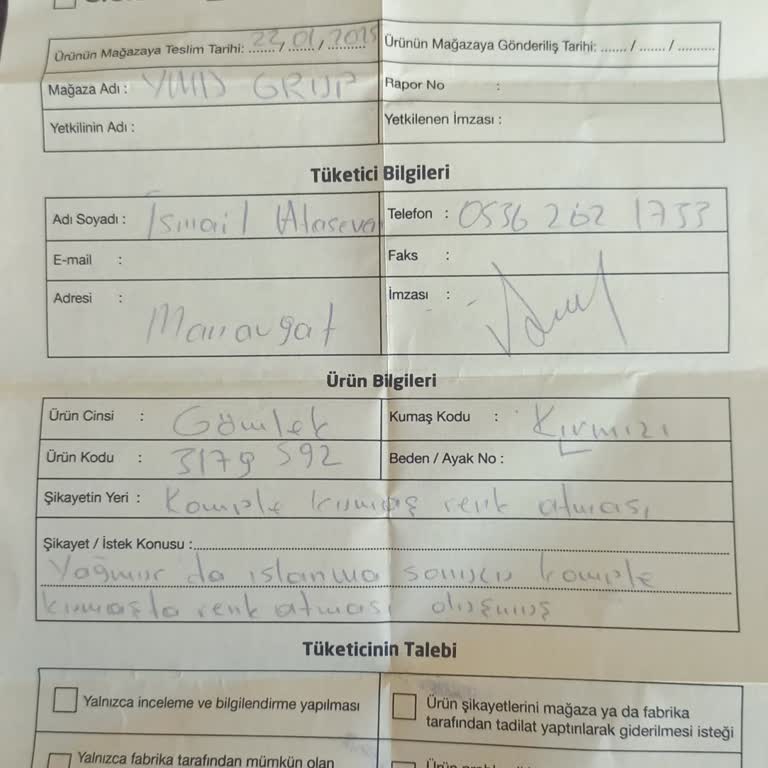 Ürünün Mağazaya Teslim Tarihi: 22/01/2025 Ürünün Mağazaya Gönderiliş Tarihi: ....... / ....... / ..........
Mağaza Adı : GRUP Rapor No :
Yetkilinin Adı : Yetkilenen İmzası :
Tüketici Bilgileri
Adı Soyadı : İsmail Telefon : 0536 262 1733
E-mail : Faks :
Adresi : Manavgat İmzası :
Ürün Bilgileri
Ürün Cinsi : Gömlek Kumaş Kodu : Kırmızı
Ürün Kodu : 3179 592 Beden / Ayak No :
Şikayetin Yeri : Komple kumaş renk atması
Şikayet / İstek Konusu :
Yağmur da ıslanma sonucu komple
kumaşta renk atması oluşmuş
Tüketicinin Talebi
Yalnızca inceleme ve bilgilendirme yapılması
Ürün şikayetlerini mağaza ya da fabrika
tarafından tadilat yaptırılarak giderilmesi isteği
Yalnızca fabrika tarafından mümkün olan